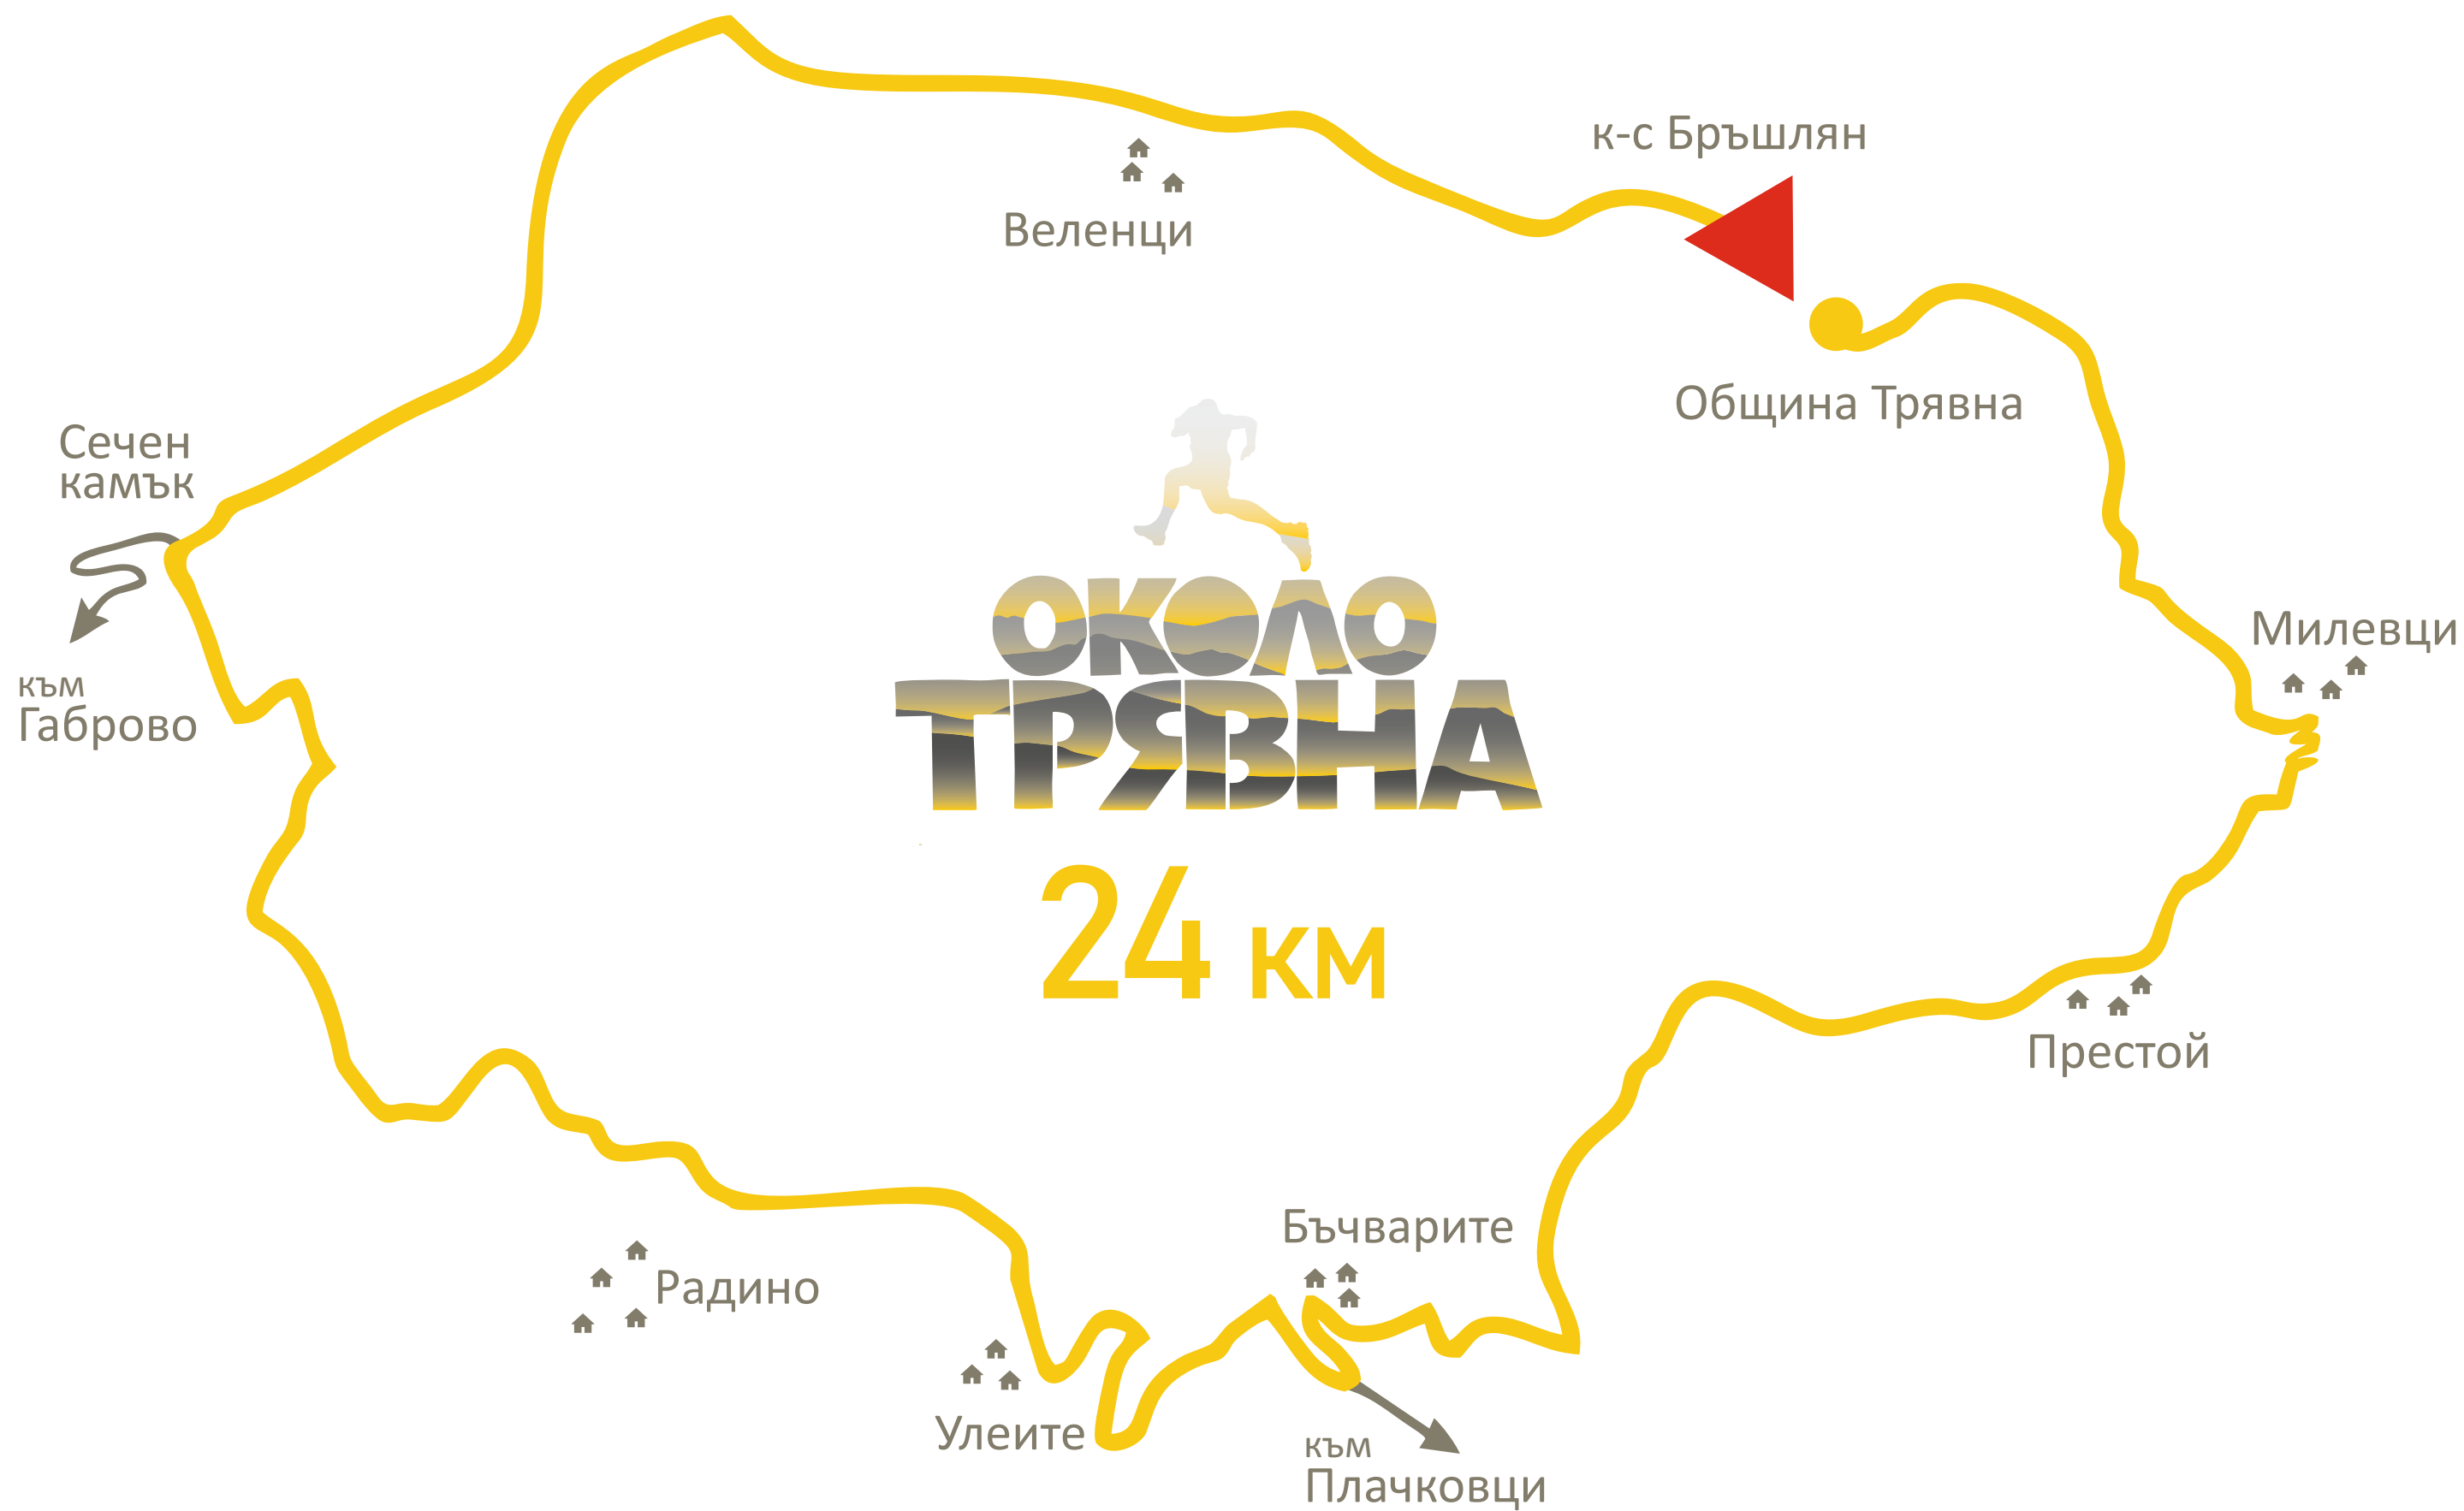 к-с Бръшлян
Веленци
Община Трявна
Сечен
камък
към
Габрово
Милевци
ОКОЛО
ТРЯВНА
24 км
Престой
Бъчварите
Радино
Улеите
към
Плачковци